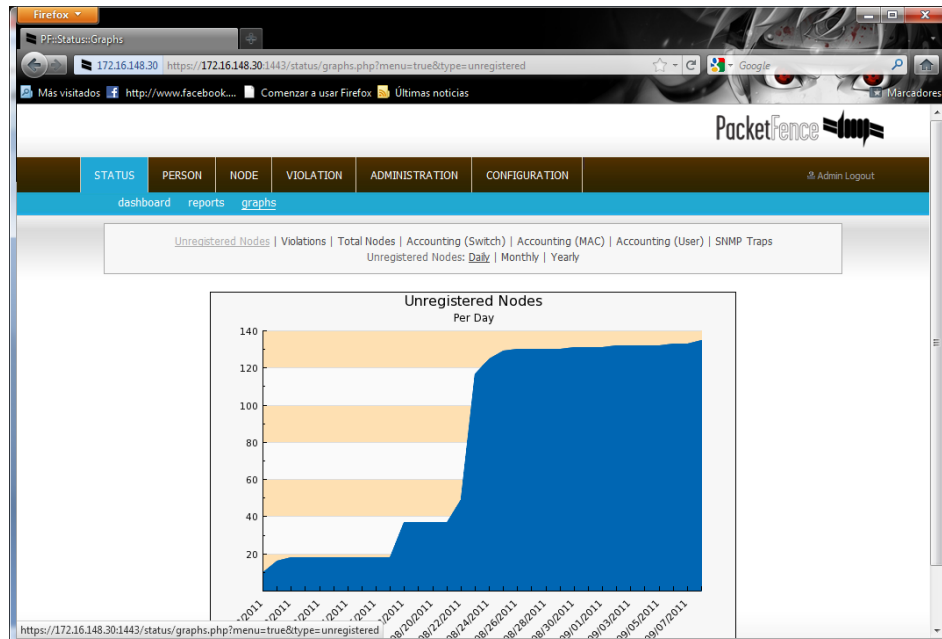 Firefox
PF::Status::Graphs
172.16.148.30 https://172.16.148.30:1443/status/graphs.php?menu=true&type=unregistered
Google
Más visitados http://www.facebook.... Comenzar a usar Firefox Últimas noticias Marcadores
PacketFence
STATUS PERSON NODE VIOLATION ADMINISTRATION CONFIGURATION Admin Logout
dashboard reports graphs
Unregistered Nodes | Violations | Total Nodes | Accounting (Switch) | Accounting (MAC) | Accounting (User) | SNMP Traps
Unregistered Nodes: Daily | Monthly | Yearly
Unregistered Nodes
Per Day
140
120
100
80
60
40
20
08/20/2011
08/22/2011
08/24/2011
08/26/2011
08/28/2011
08/30/2011
09/01/2011
09/03/2011
09/05/2011
09/07/2011
https://172.16.148.30:1443/status/graphs.php?menu=true&type=unregistered